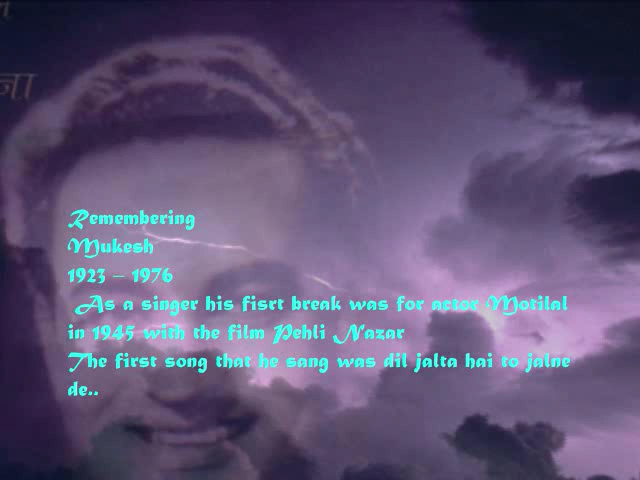 ना
Remembering
Mukesh
1923 – 1976
As a singer his fisrt break was for actor Motilal
in 1945 with the film Pehli Nazar
The first song that he sang was dil jalta hai to jalne
de..